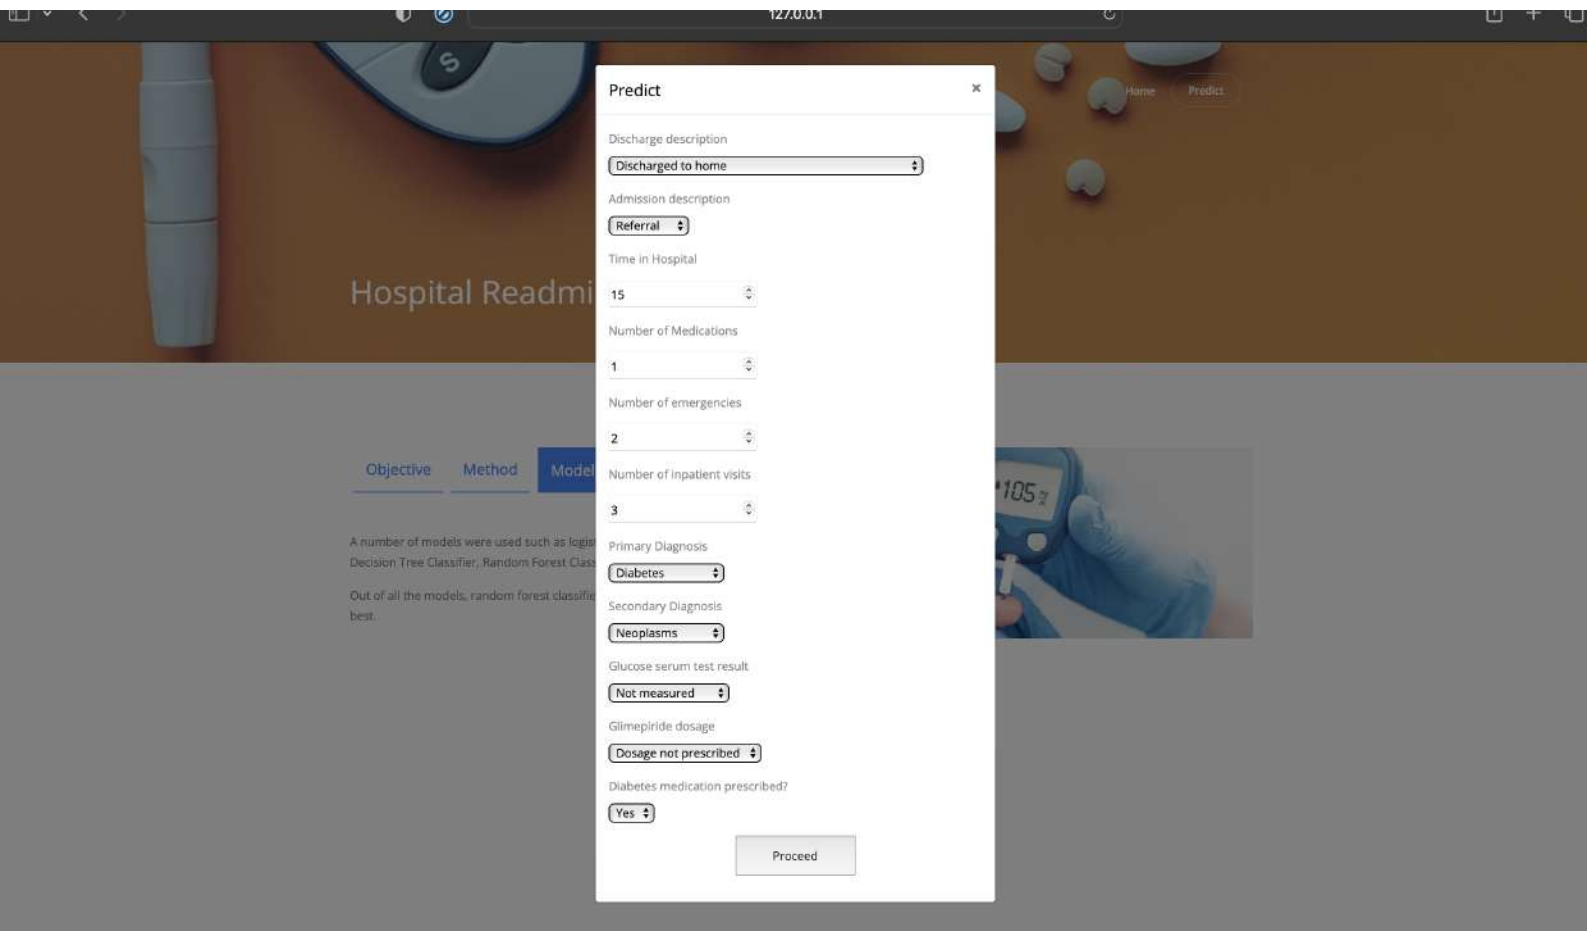 127.0.0.1
Home
Predict
Hospital Readmi
Objective
Method
Model
A number of models were used such as logis
Decision Tree Classifier, Random Forest Class
Out of all the models, random forest classifie
best.
S
105
Predict
×
Discharge description
Discharged to home
Admission description
Referral
Time in Hospital
15
Number of Medications
1
Number of emergencies
2
Number of inpatient visits
3
Primary Diagnosis
Diabetes
Secondary Diagnosis
Neoplasms
Glucose serum test result
Not measured
Glimepiride dosage
Dosage not prescribed
Diabetes medication prescribed?
Yes
Proceed